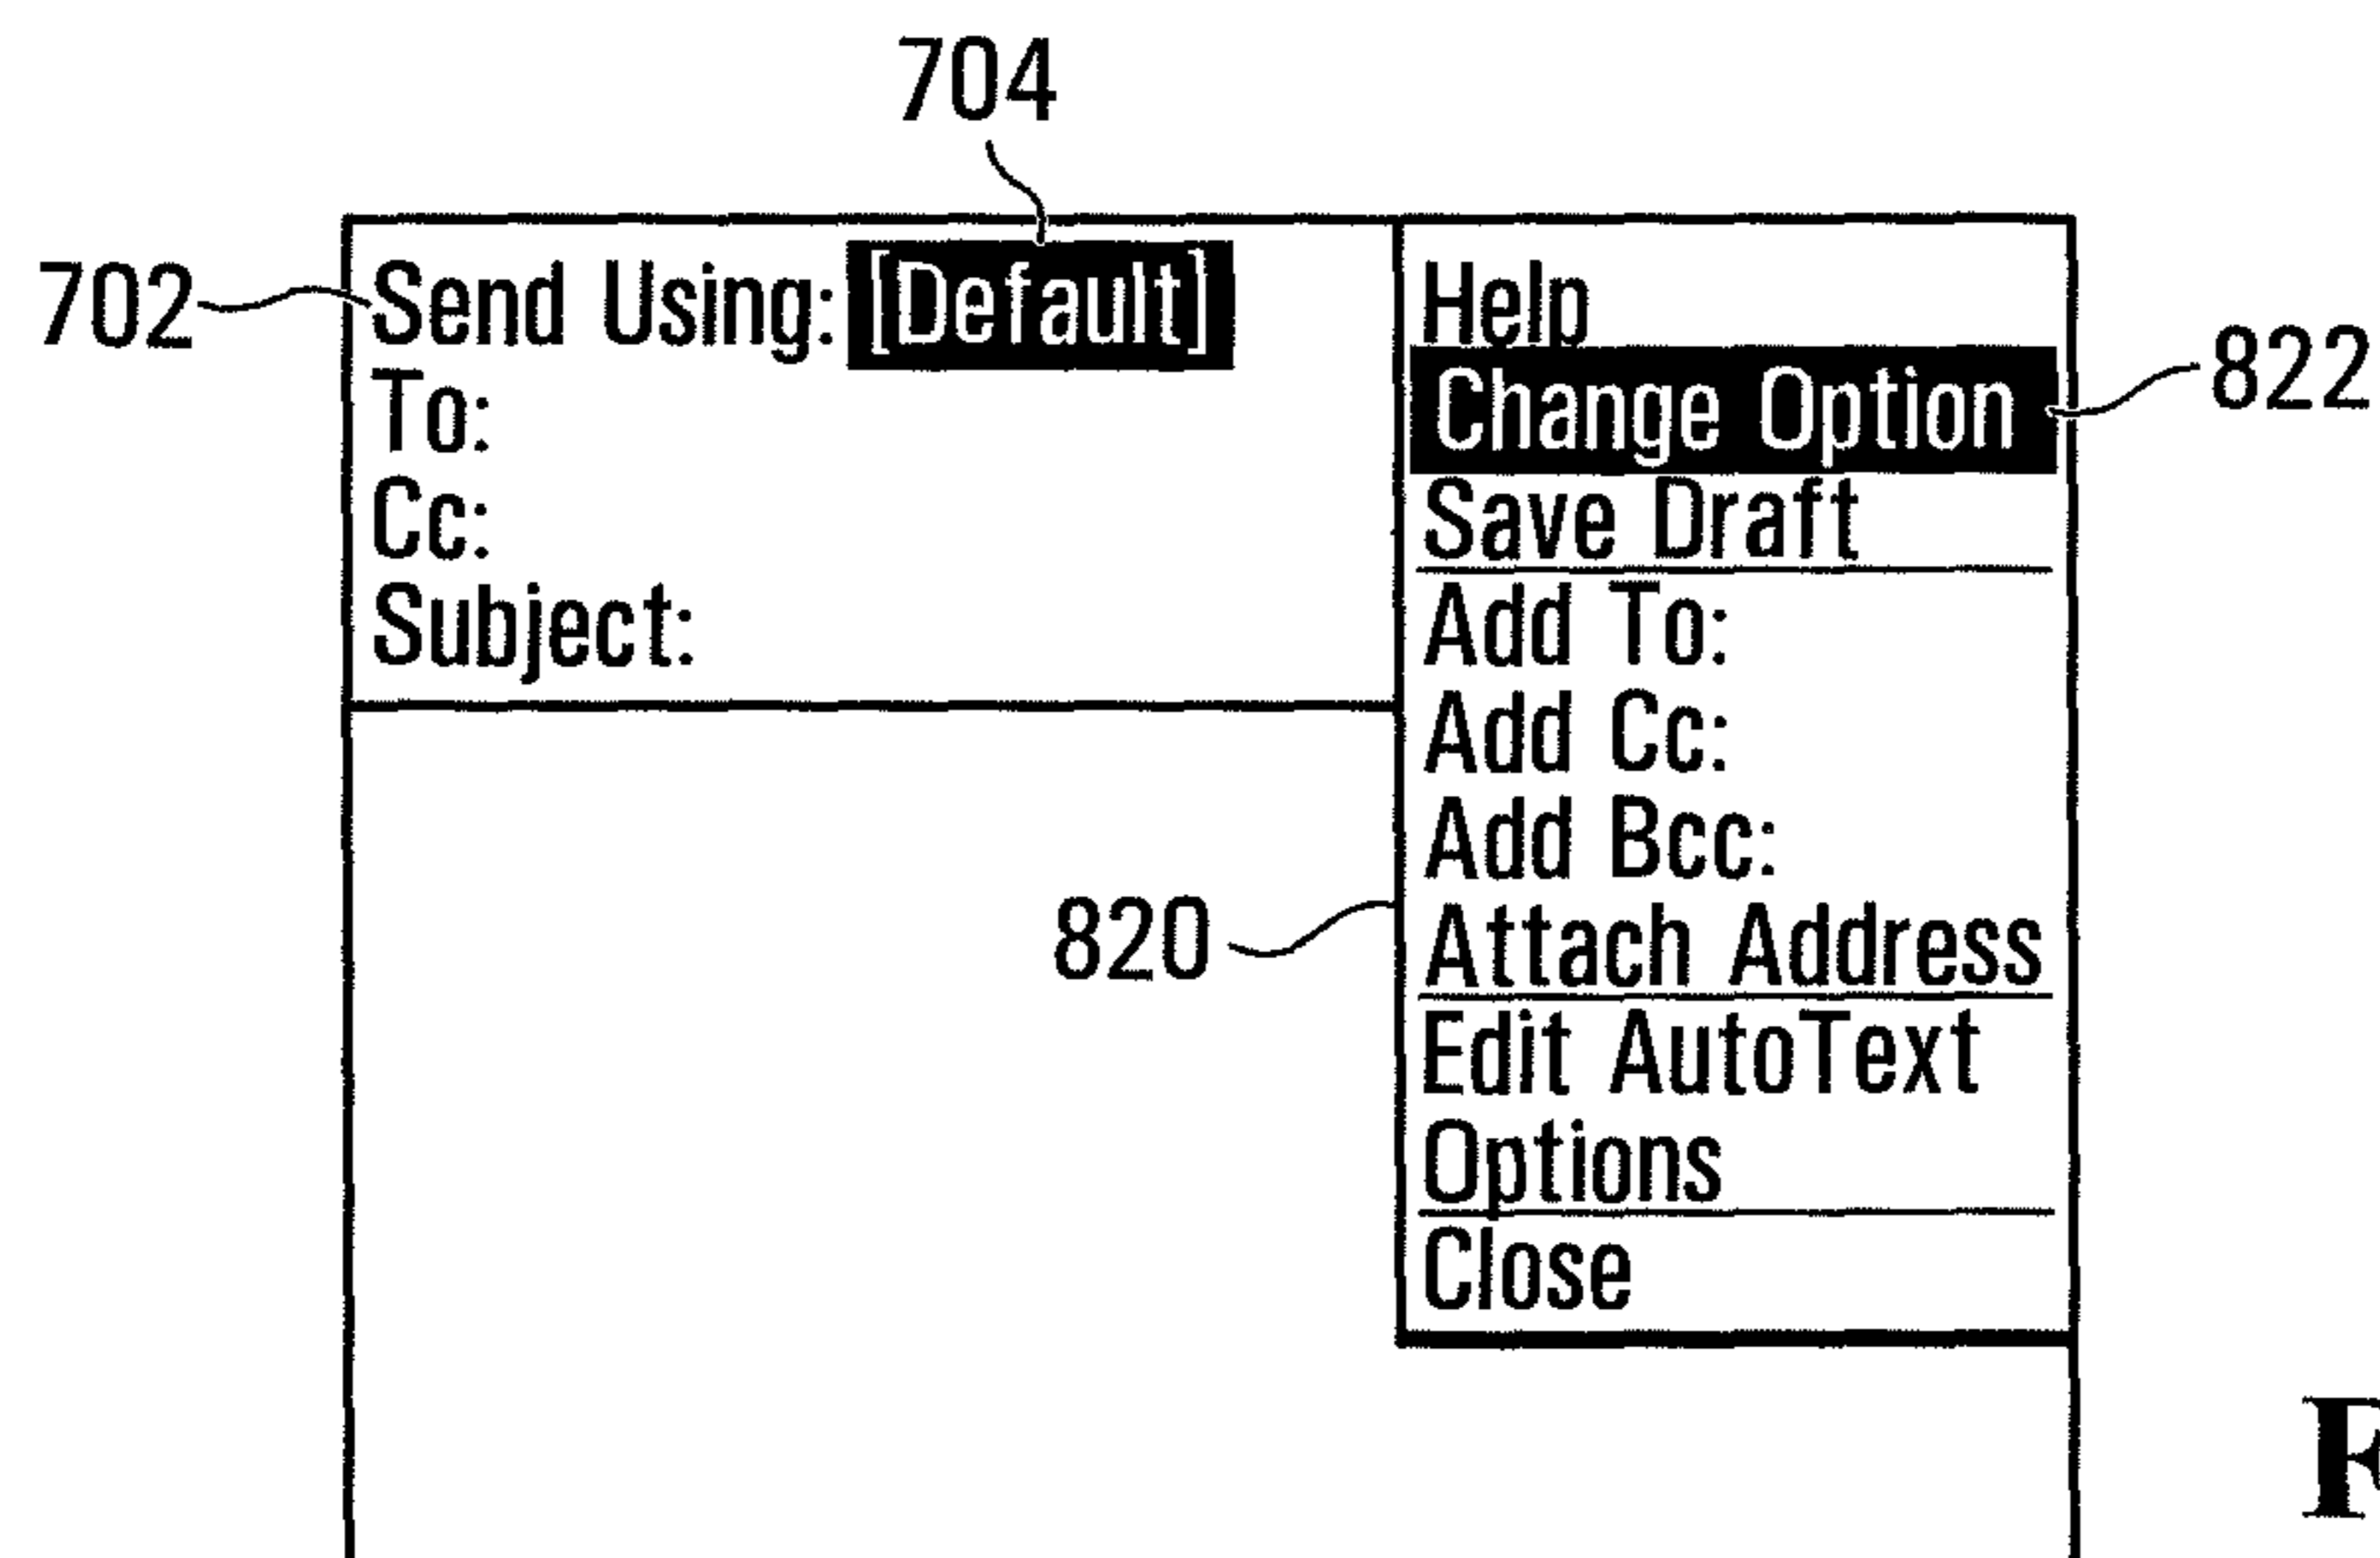 704
702
Send Using: [Default]
To:
Cc:
Subject:
Help
Change Option
822
Save Draft
Add To:
Add Cc:
Add Bcc:
820
Attach Address
Edit AutoText
Options
Close